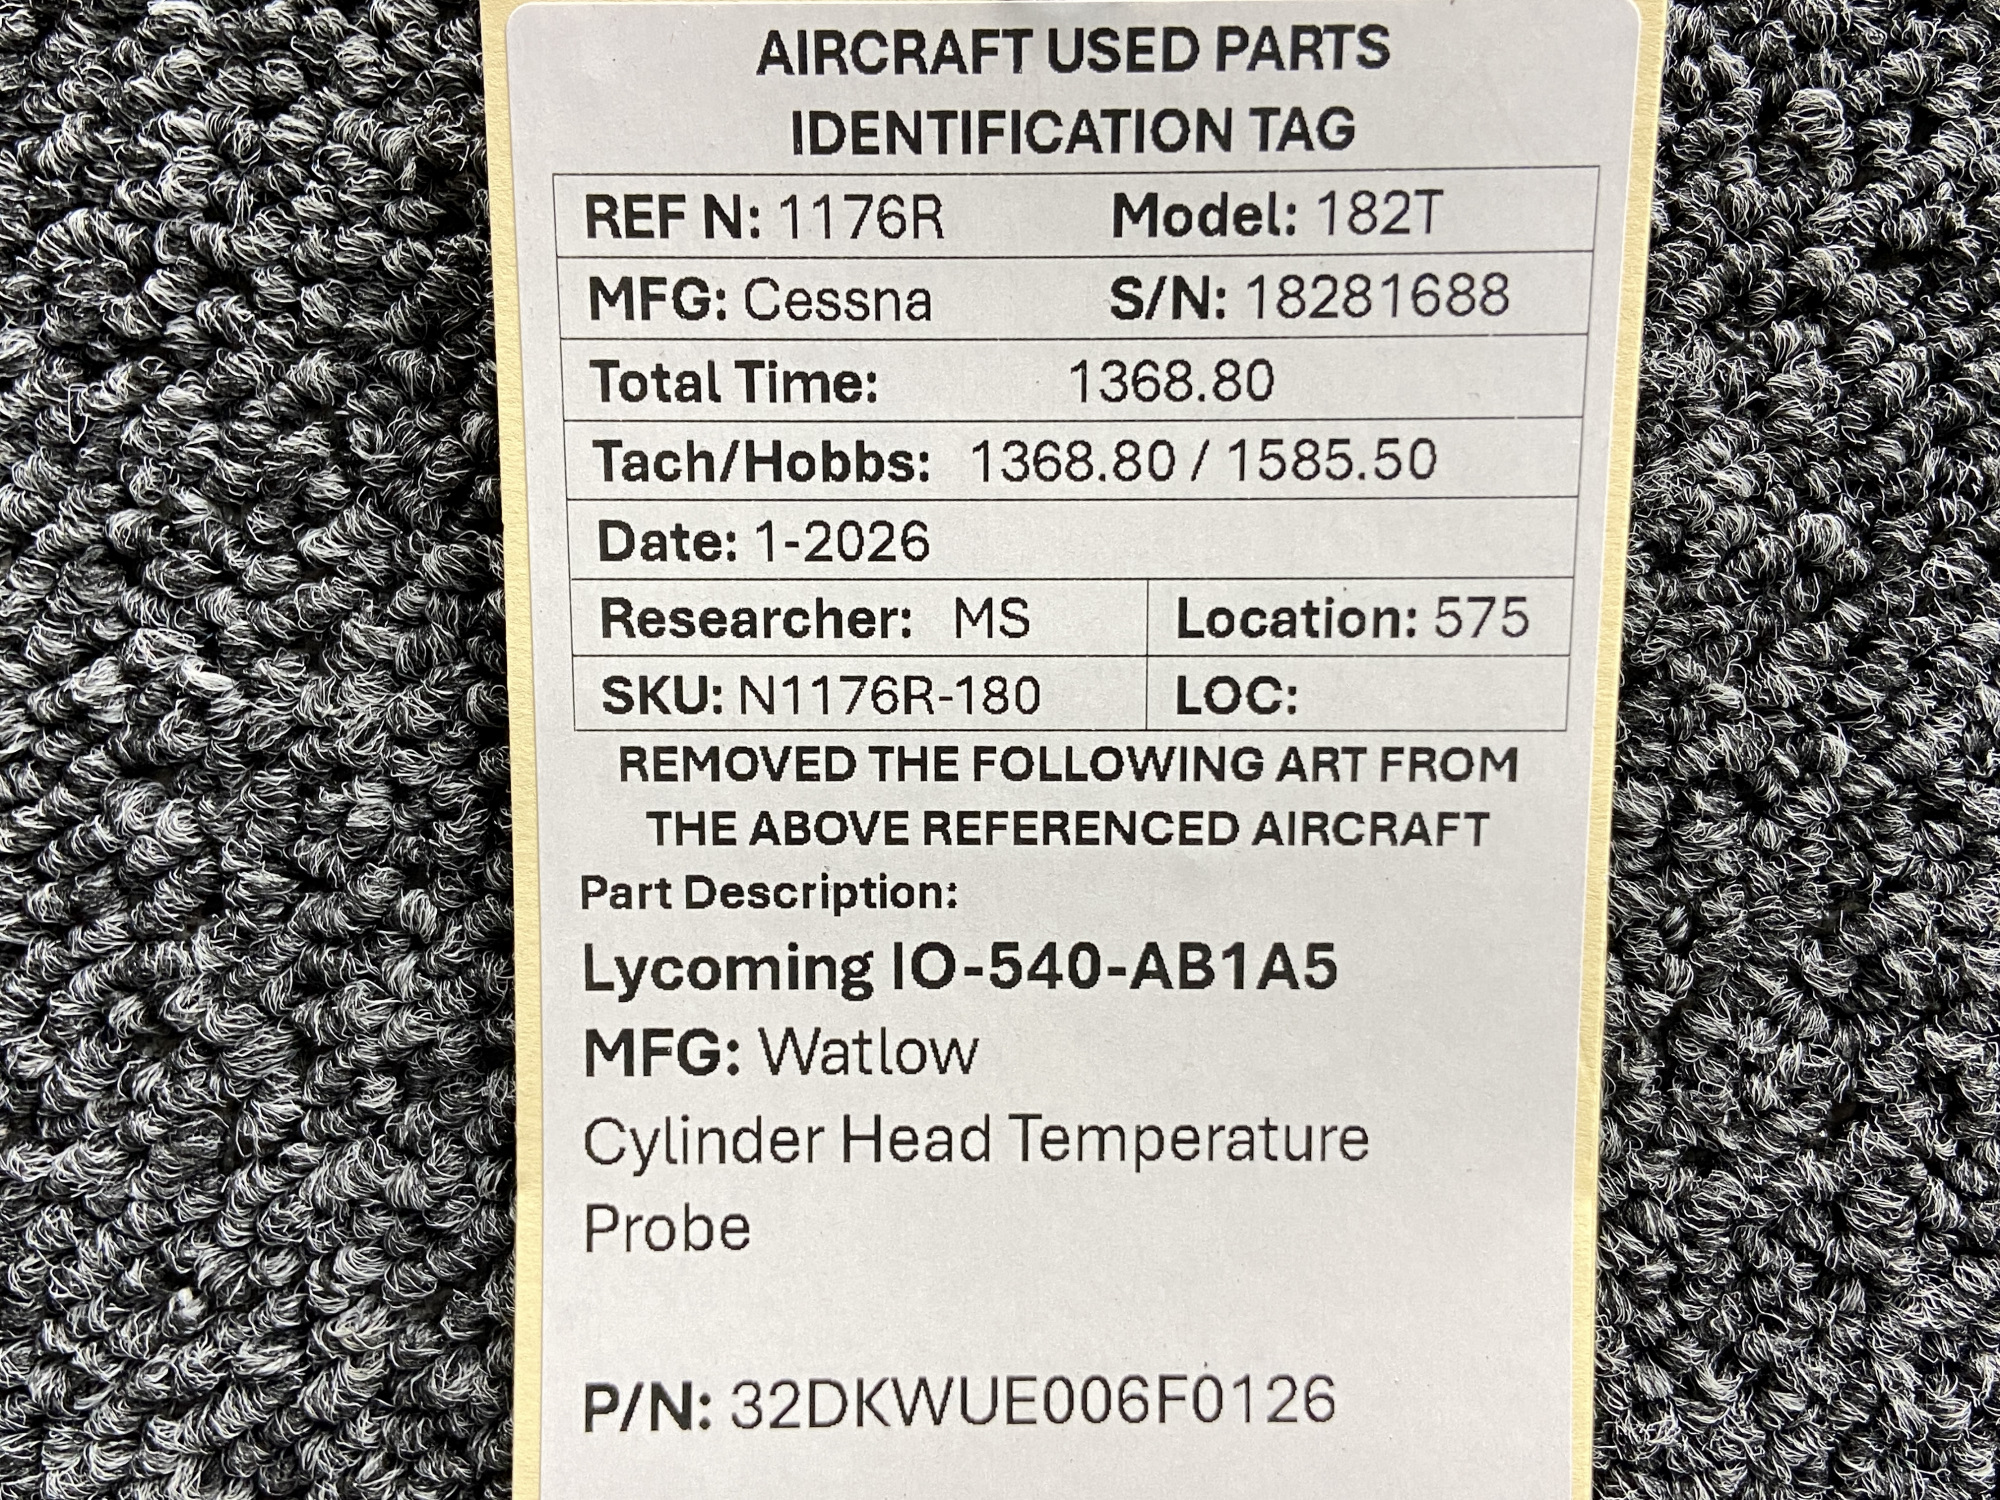 AIRCRAFT USED PARTS
IDENTIFICATION TAG
REF N: 1176R Model: 182T
MFG: Cessna S/N: 18281688
Total Time: 1368.80
Tach/Hobbs: 1368.80 / 1585.50
Date: 1-2026
Researcher: MS Location: 575
SKU: N1176R-180 LOC:
REMOVED THE FOLLOWING ART FROM
THE ABOVE REFERENCED AIRCRAFT
Part Description:
Lycoming IO-540-AB1A5
MFG: Watlow
Cylinder Head Temperature
Probe
P/N: 32DKWUE006F0126